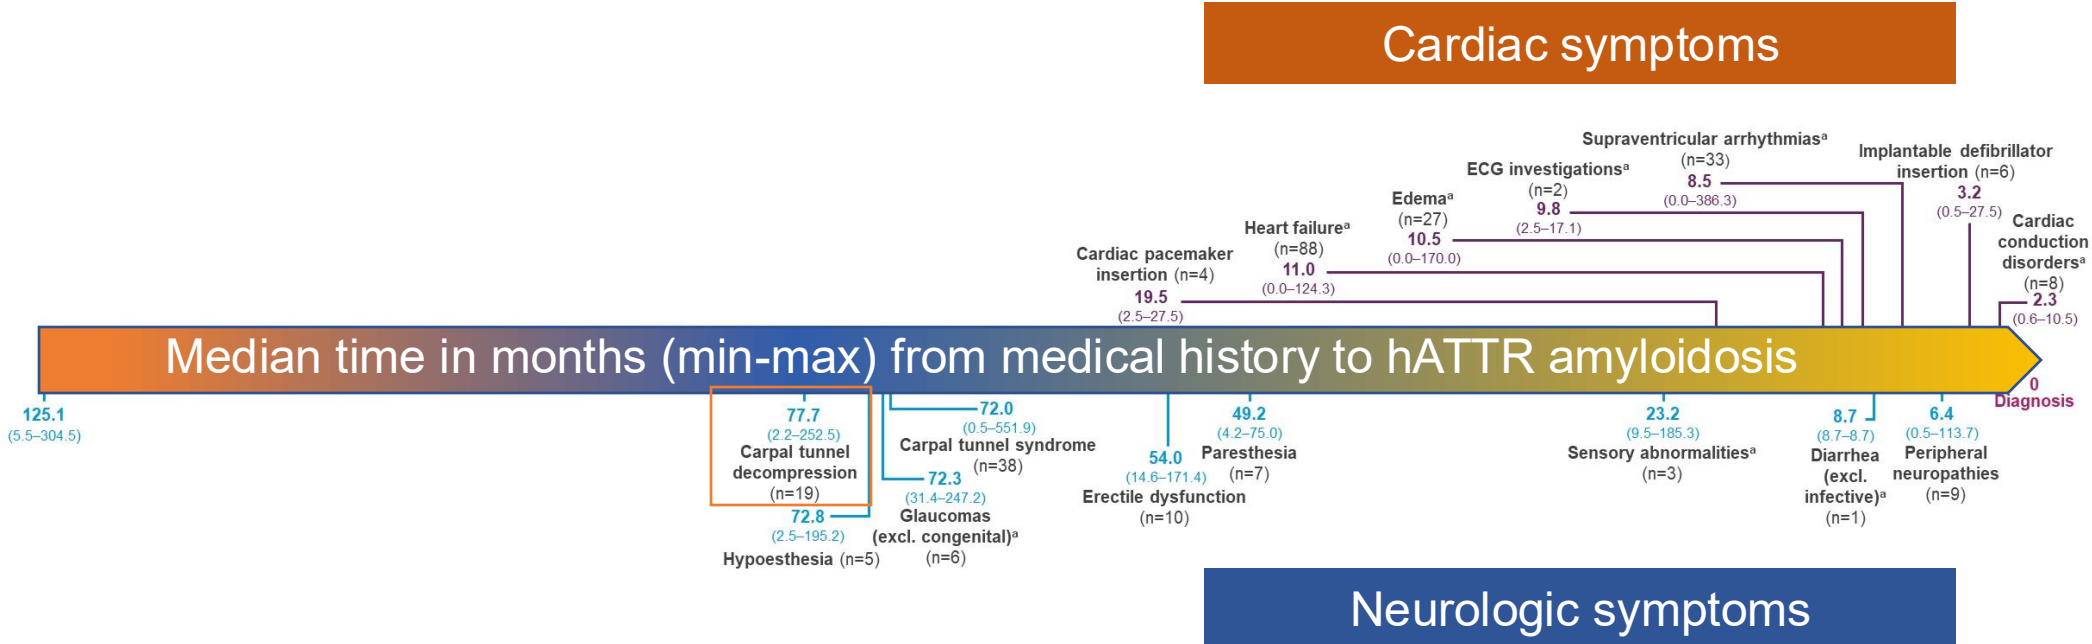 Cardiac symptoms
Supraventricular arrhythmiasᵃ
(n=33)
8.5
(0.0–386.3)
Implantable defibrillator
insertion (n=6)
3.2
(0.5–27.5)
ECG investigationsᵃ
(n=2)
9.8
(2.5–17.1)
Edemaᵃ
(n=27)
10.5
(0.0–170.0)
Cardiac
conduction
disordersᵃ
(n=8)
2.3
(0.6–10.5)
Heart failureᵃ
(n=88)
11.0
(0.0–124.3)
Cardiac pacemaker
insertion (n=4)
19.5
(2.5–27.5)
Median time in months (min-max) from medical history to hATTR amyloidosis
0
Diagnosis
125.1
(5.5–304.5)
77.7
(2.2–252.5)
Carpal tunnel
decompression
(n=19)
72.8
(2.5–195.2)
Hypoesthesia (n=5)
72.0
(0.5–551.9)
Carpal tunnel syndrome
(n=38)
72.3
(31.4–247.2)
Glaucomas
(excl. congenital)ᵃ
(n=6)
54.0
(14.6–171.4)
Erectile dysfunction
(n=10)
49.2
(4.2–75.0)
Paresthesia
(n=7)
23.2
(9.5–185.3)
Sensory abnormalitiesᵃ
(n=3)
8.7
(8.7–8.7)
Diarrhea
(excl.
infective)ᵃ
(n=1)
6.4
(0.5–113.7)
Peripheral
neuropathies
(n=9)
Neurologic symptoms